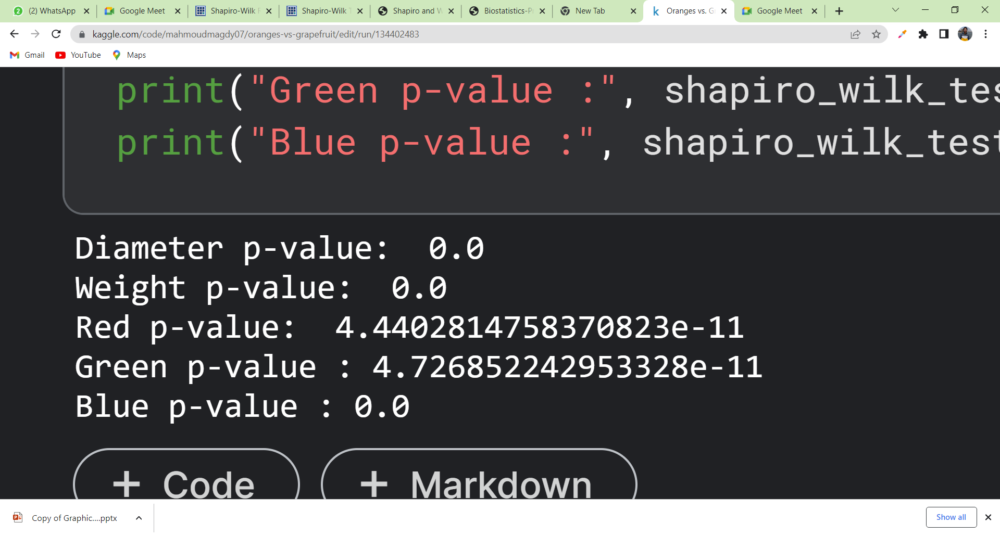 (2) WhatsApp
Google Meet
Shapiro-Wilk
Shapiro-Wilk
Shapiro and
Biostatistics-P
New Tab
Oranges vs. G
Google Meet
kaggle.com/code/mahmoudmagdy07/oranges-vs-grapefruit/edit/run/134402483
Gmail YouTube Maps
print("Green p-value :", shapiro_wilk_tes
print("Blue p-value :", shapiro_wilk_test
Diameter p-value:  0.0
Weight p-value:  0.0
Red p-value:  4.4402814758370823e-11
Green p-value : 4.726852242953328e-11
Blue p-value : 0.0
+ Code + Markdown
Copy of Graphic....pptx
Show all